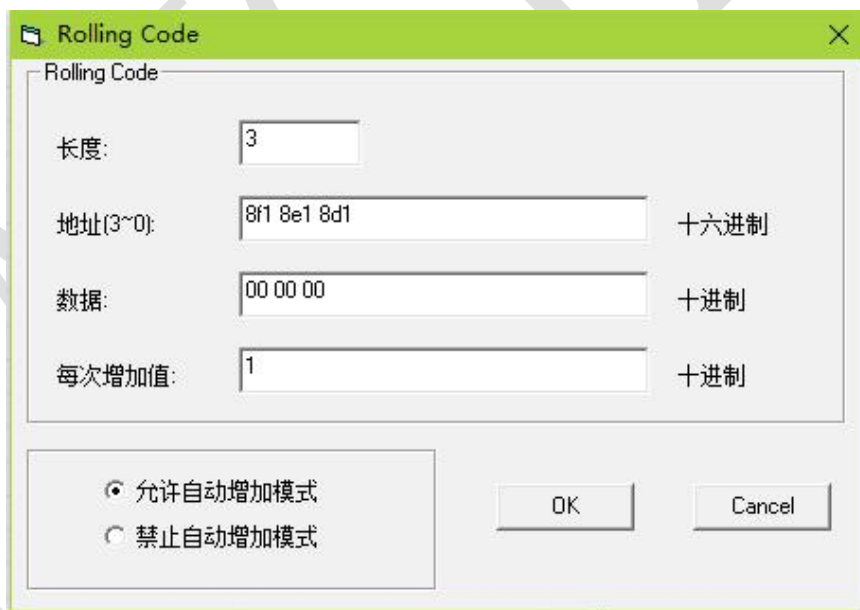 Rolling Code
Rolling Code
长度:
3
地址(3~0):
8f1 8e1 8d1
十六进制
数据:
00 00 00
十进制
每次增加值:
1
十进制
允许自动增加模式
禁止自动增加模式
OK
Cancel